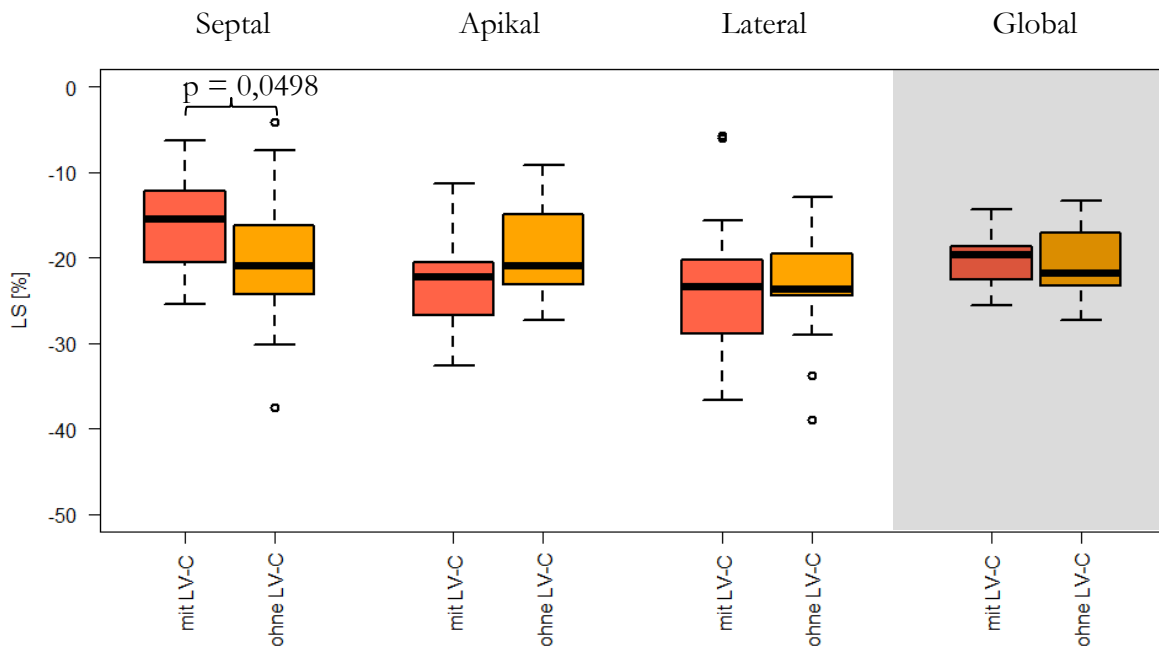 Septal Apikal Lateral Global
p = 0,0498
0
-10
-20
-30
-40
-50
LS [%]
mit LV-C
ohne LV-C
mit LV-C
ohne LV-C
mit LV-C
ohne LV-C
mit LV-C
ohne LV-C